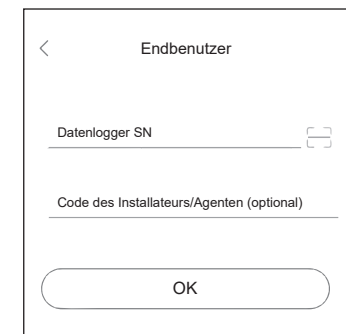 Endbenutzer
Datenlogger SN
Code des Installateurs/Agenten (optional)
OK